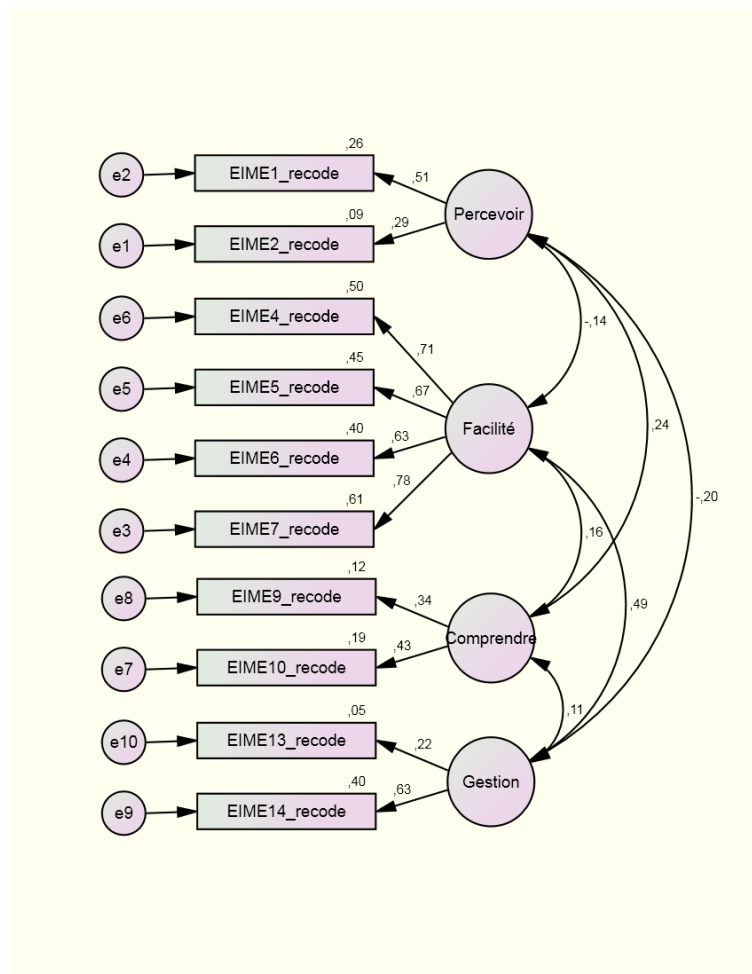 ,26
e2
EIME1_recode
,51
Percevoir
,09
e1
EIME2_recode
,29
,50
e6
EIME4_recode
,71
-,14
,45
e5
EIME5_recode
,67
Facilité
,24
,40
e4
EIME6_recode
,63
,61
e3
EIME7_recode
,78
-,20
,16
,12
e8
EIME9_recode
,34
,49
Comprendre
,19
e7
EIME10_recode
,43
,05
e10
EIME13_recode
,22
,11
Gestion
,40
e9
EIME14_recode
,63